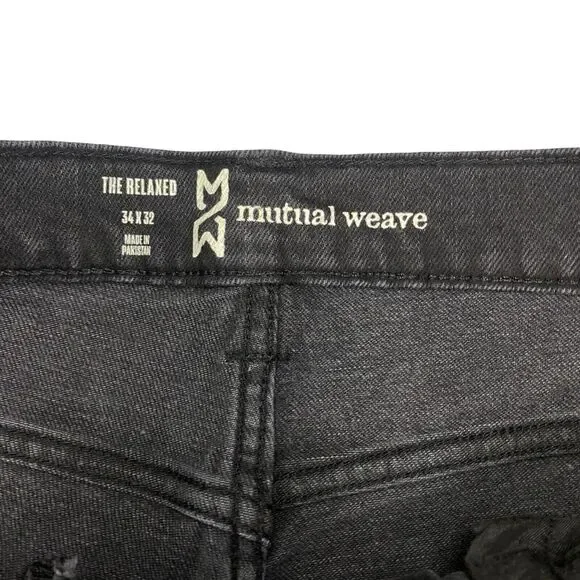 THE RELAXED
34 X 32
MADE IN
PAKISTAN
MW
mutual weave